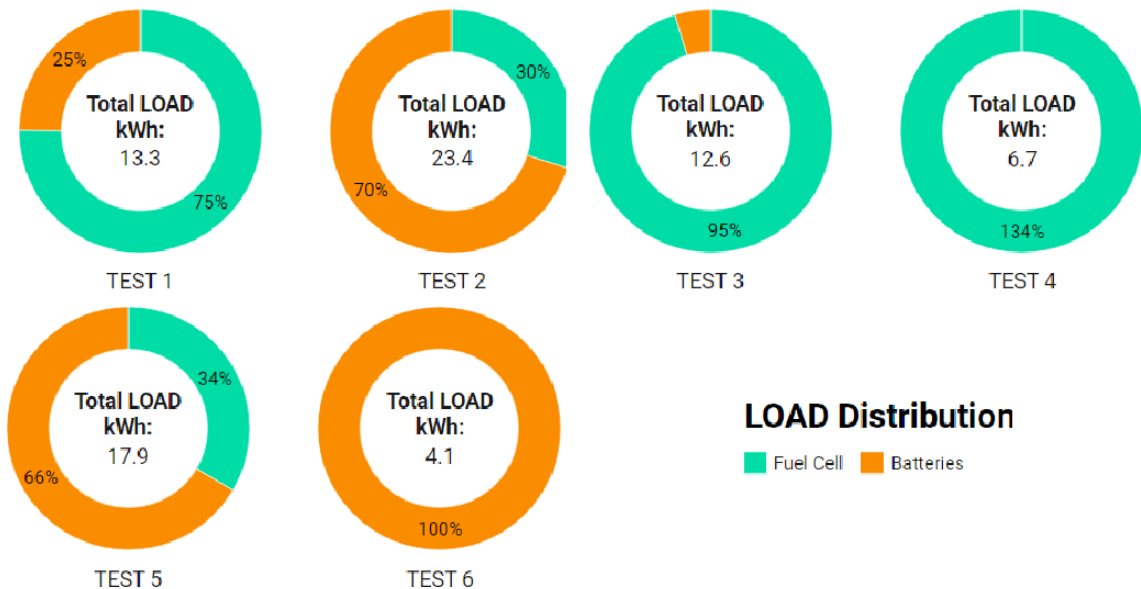 25%
30%
Total LOAD
kWh:
13.3
75%
TEST 1
Total LOAD
kWh:
23.4
70%
TEST 2
Total LOAD
kWh:
12.6
95%
TEST 3
Total LOAD
kWh:
6.7
134%
TEST 4
34%
Total LOAD
kWh:
17.9
66%
TEST 5
Total LOAD
kWh:
4.1
100%
TEST 6
LOAD Distribution
Fuel Cell
Batteries